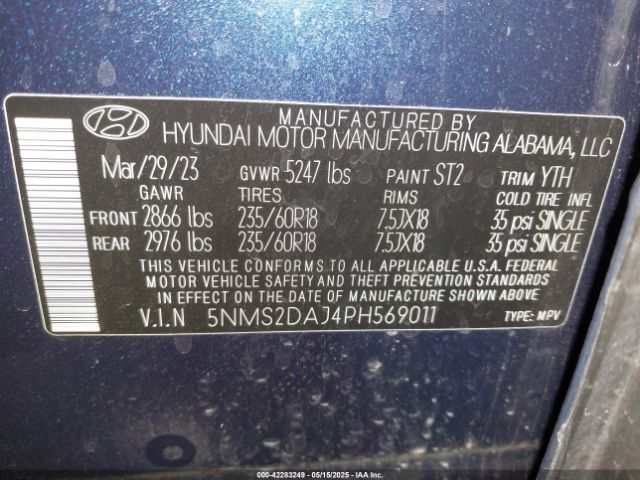 MANUFACTURED BY
HYUNDAI MOTOR MANUFACTURING ALABAMA, LLC
Mar/29/23 GVWR 5247 lbs PAINT ST2 TRIM YTH
GAWR TIRES RIMS COLD TIRE INFL
FRONT 2866 lbs 235/60R18 7.5JX18 35 psi SINGLE
REAR 2976 lbs 235/60R18 7.5JX18 35 psi SINGLE
THIS VEHICLE CONFORMS TO ALL APPLICABLE U.S.A. FEDERAL
MOTOR VEHICLE SAFETY AND THEFT PREVENTION STANDARDS
IN EFFECT ON THE DATE OF MANUFACTURE SHOWN ABOVE.
V.I.N 5NMS2DAJ4PH569011 TYPE: MPV
000-42283249 - 05/15/2025 - IAA Inc.